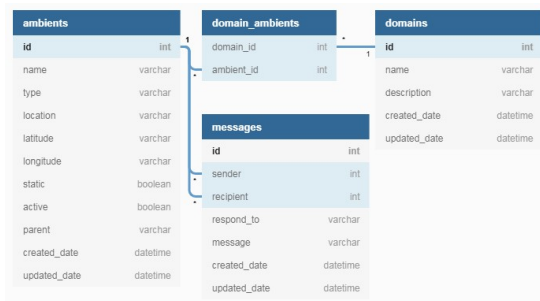 ambients
id int
name varchar
type varchar
location varchar
latitude varchar
longitude varchar
static boolean
active boolean
parent varchar
created_date datetime
updated_date datetime
1
*
*
*
domain_ambients
domain_id int
ambient_id int
*
1
messages
id int
sender int
recipient int
respond_to varchar
message varchar
created_date datetime
updated_date datetime
domains
id int
name varchar
description varchar
created_date datetime
updated_date datetime